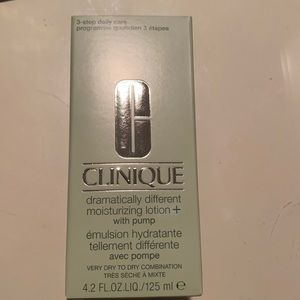 3-step daily care
programme quotidien 3 étapes
CLINIQUE
dramatically different
moisturizing lotion +
with pump
émulsion hydratante
tellement différente
avec pompe
VERY DRY TO DRY COMBINATION
TRÈS SÈCHE À MIXTE
4.2 FL.OZ.LIQ./125 ml ℮